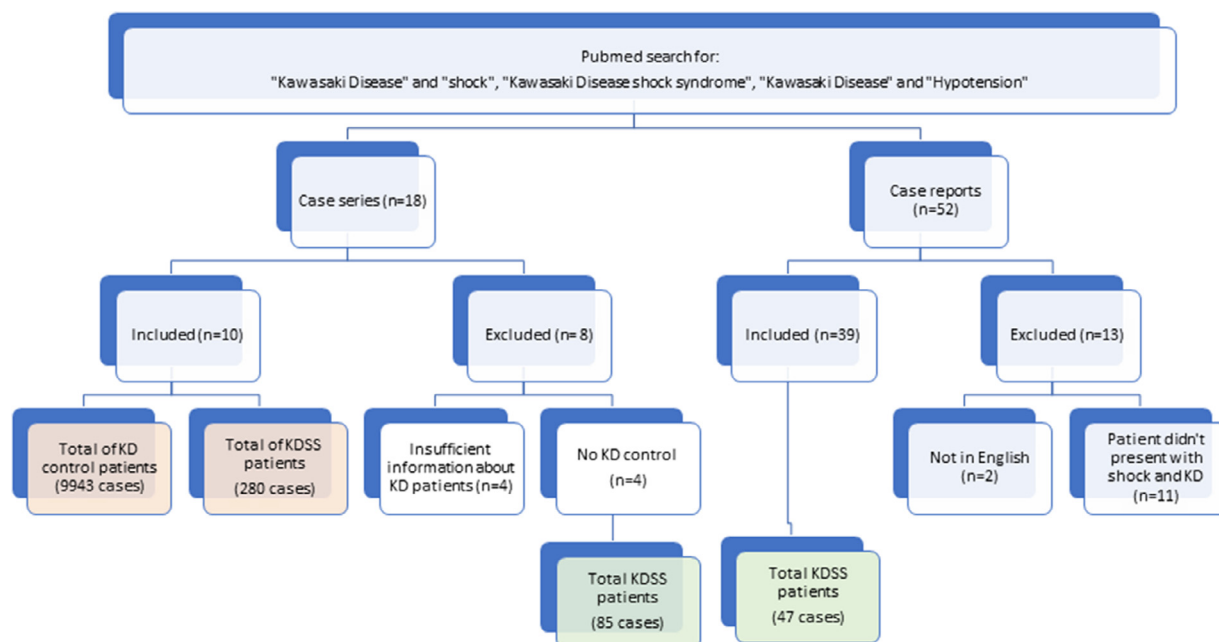 Pubmed search for:
"Kawasaki Disease" and "shock", "Kawasaki Disease shock syndrome", "Kawasaki Disease" and "Hypotension"
Case series (n=18)
Case reports
(n=52)
Included (n=10)
Excluded (n=8)
Included (n=39)
Excluded (n=13)
Total of KD
control patients
(9943 cases)
Total of KDSS
patients
(280 cases)
Insufficient
information about
KD patients (n=4)
No KD control
(n=4)
Not in English
(n=2)
Patient didn't
present with
shock and KD
(n=11)
Total KDSS
patients
(85 cases)
Total KDSS
patients
(47 cases)